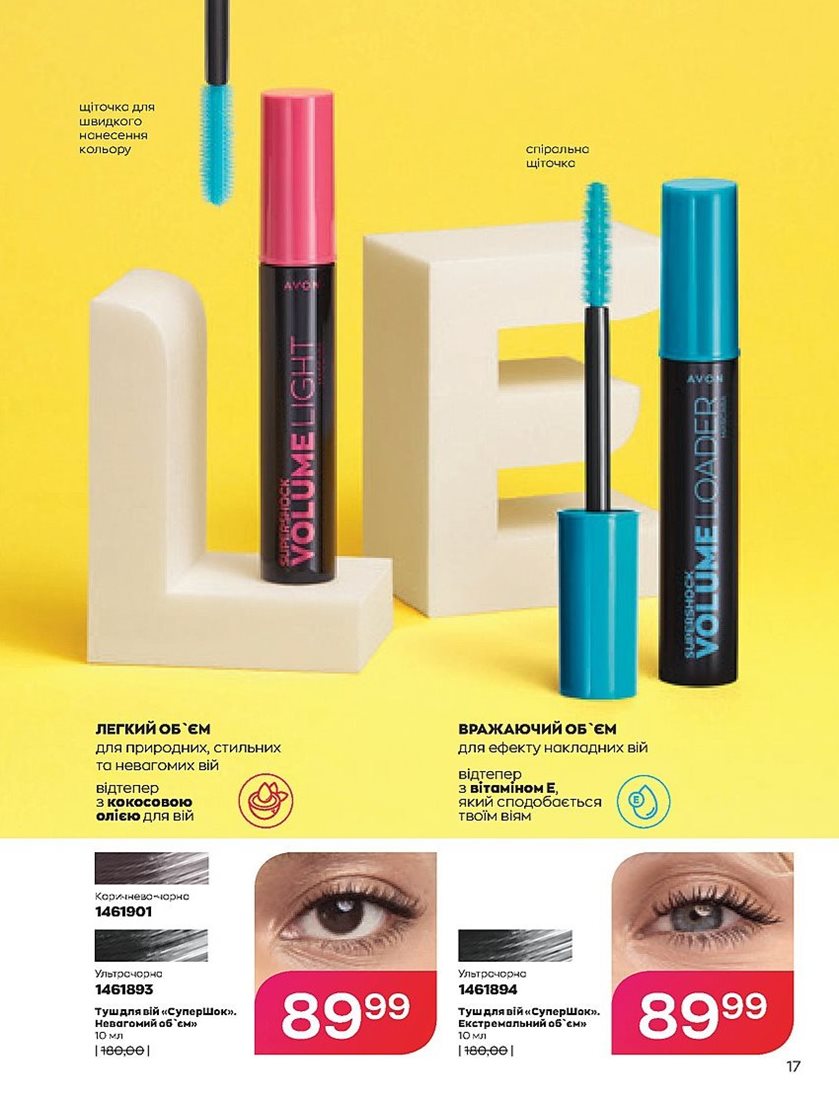 щіточка для
швидкого
нанесення
кольору
спіральна
щіточка
AVON
SUPERSHOCK
VOLUME LIGHT
AVON
SUPERSHOCK
VOLUME LOADER
MASCARA
ЛЕГКИЙ ОБ`ЄМ
для природних, стильних
та невагомих вій
відтепер
з кокосовою
олією для вій
ВРАЖАЮЧИЙ ОБ`ЄМ
для ефекту накладних вій
відтепер
з вітаміном Е,
який сподобається
твоїм віям
E
Коричнево-чорна
1461901
Ультрачорна
1461893
Туш для вій «СуперШок».
Невагомий об`єм»
10 мл
| 180,00 |
89 99
Ультрачорна
1461894
Туш для вій «СуперШок».
Екстремальний об`єм»
10 мл
| 180,00 |
89 99
17